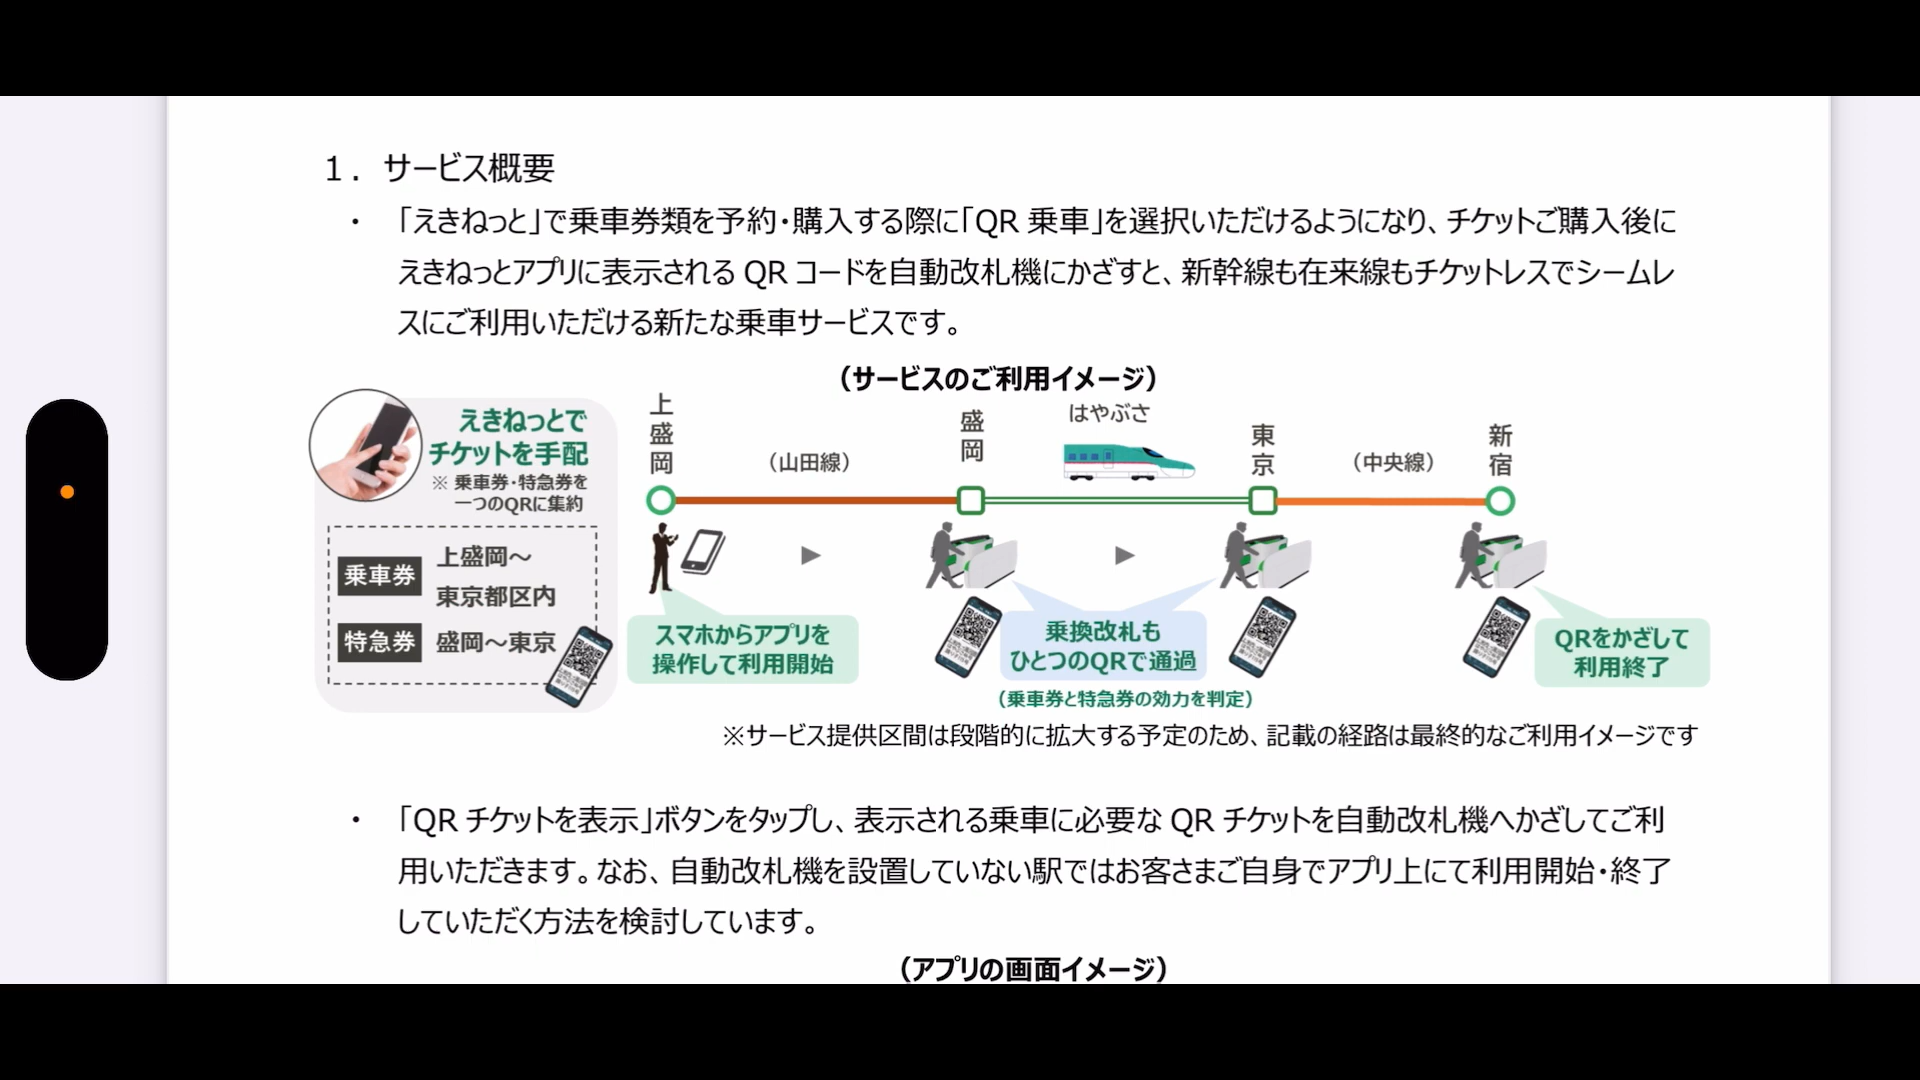 1．サービス概要
・「えきねっと」で乗車券類を予約・購入する際に「QR 乗車」を選択いただけるようになり、チケットご購入後に
えきねっとアプリに表示される QR コードを自動改札機にかざすと、新幹線も在来線もチケットレスでシームレ
スにご利用いただける新たな乗車サービスです。
（サービスのご利用イメージ）
えきねっとで
チケットを手配
※ 乗車券・特急券を
一つのQRに集約
乗車券
上盛岡～
東京都区内
特急券
盛岡～東京
上盛岡
（山田線）
盛岡
はやぶさ
東京
（中央線）
新宿
スマホからアプリを
操作して利用開始
乗換改札も
ひとつのQRで通過
（乗車券と特急券の効力を判定）
QRをかざして
利用終了
※サービス提供区間は段階的に拡大する予定のため、記載の経路は最終的なご利用イメージです
・「QR チケットを表示」ボタンをタップし、表示される乗車に必要な QR チケットを自動改札機へかざしてご利
用いただきます。なお、自動改札機を設置していない駅ではお客さまご自身でアプリ上にて利用開始・終了
していただく方法を検討しています。
（アプリの画面イメージ）